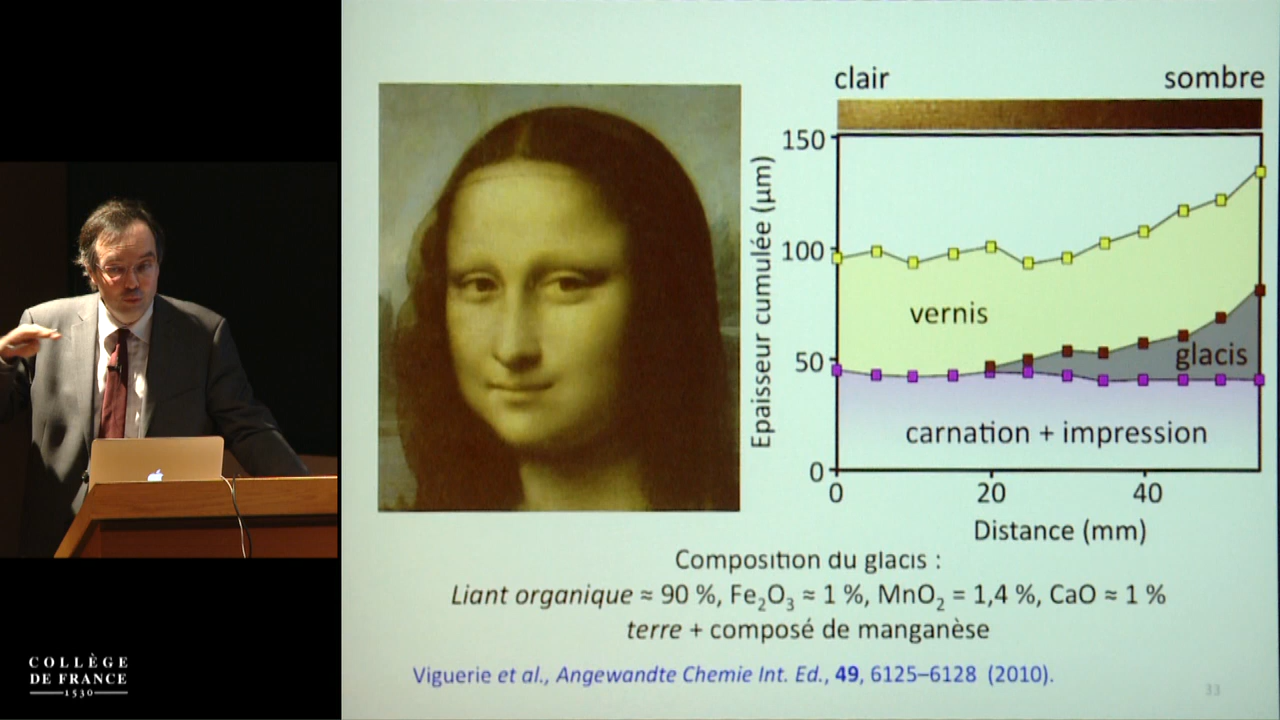 clair
sombre
150
100
50
0
Epaisseur cumulée (µm)
vernis
glacis
carnation + impression
0
20
40
Distance (mm)
Composition du glacis :
Liant organique ≈ 90 %, Fe₂O₃ ≈ 1 %, MnO₂ = 1,4 %, CaO ≈ 1 %
terre + composé de manganèse
Viguerie et al., Angewandte Chemie Int. Ed., 49, 6125–6128 (2010).
33
COLLÈGE
DE FRANCE
1530